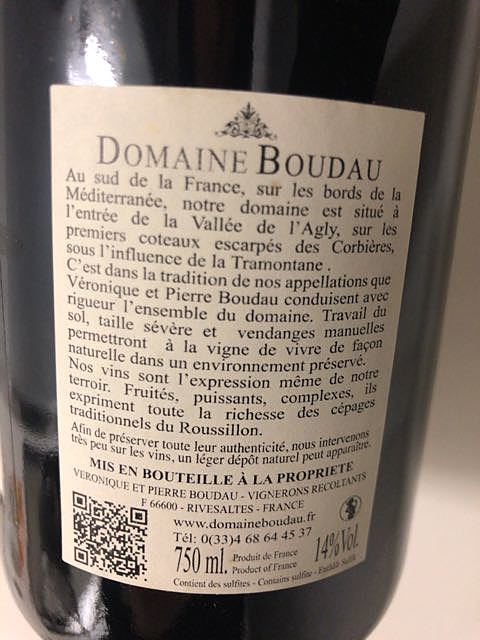 DOMAINE BOUDAU
Au sud de la France, sur les bords de la
Méditerranée, notre domaine est situé à
l'entrée de la Vallée de l'Agly, sur les
premiers coteaux escarpés des Corbières,
sous l'influence de la Tramontane .
C'est dans la tradition de nos appellations que
Véronique et Pierre Boudau conduisent avec
rigueur l'ensemble du domaine. Travail du
sol, taille sévère et vendanges manuelles
permettront à la vigne de vivre de façon
naturelle dans un environnement préservé.
Nos vins sont l'expression même de notre
terroir. Fruités, puissants, complexes, ils
expriment toute la richesse des cépages
traditionnels du Roussillon.
Afin de préserver toute leur authenticité, nous intervenons
très peu sur les vins, un léger dépôt naturel peut apparaître.
MIS EN BOUTEILLE À LA PROPRIETE
VERONIQUE ET PIERRE BOUDAU - VIGNERONS RÉCOLTANTS
F 66600 - RIVESALTES - FRANCE
www.domaineboudau.fr
Tél: 0(33)4 68 64 45 37
750 ml. Produit de France 14%Vol.
Product of France
Contient des sulfites - Contains sulfite - Enthält Sulfit